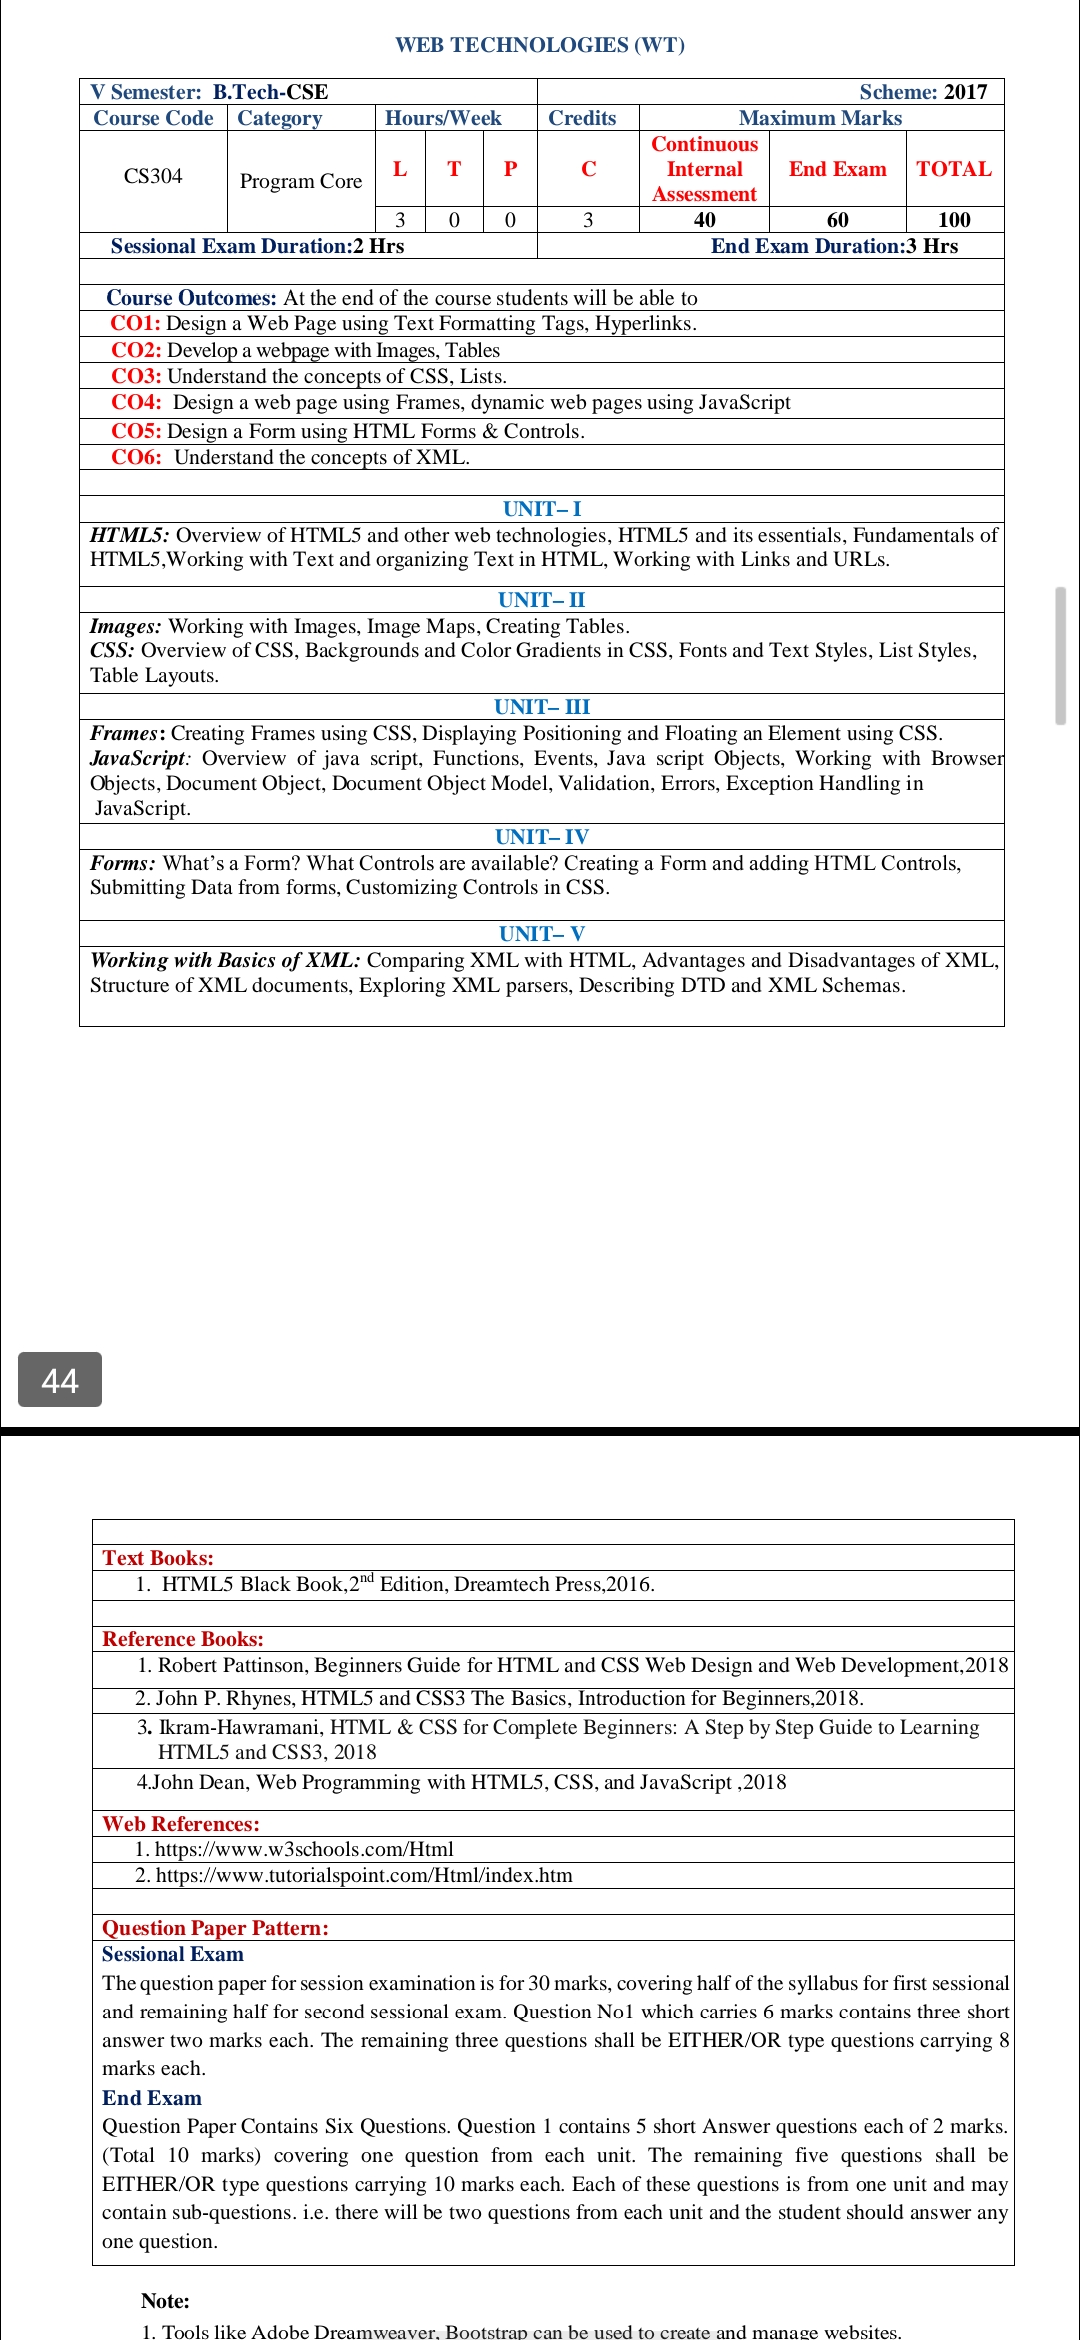 WEB TECHNOLOGIES (WT)
V Semester: B.Tech-CSE Scheme: 2017
Course Code Category Hours/Week Credits Maximum Marks
CS304 Program Core L T P C Continuous Internal Assessment End Exam TOTAL
3 0 0 3 40 60 100
Sessional Exam Duration:2 Hrs End Exam Duration:3 Hrs
Course Outcomes: At the end of the course students will be able to
CO1: Design a Web Page using Text Formatting Tags, Hyperlinks.
CO2: Develop a webpage with Images, Tables
CO3: Understand the concepts of CSS, Lists.
CO4: Design a web page using Frames, dynamic web pages using JavaScript
CO5: Design a Form using HTML Forms & Controls.
CO6: Understand the concepts of XML.
UNIT– I
HTML5: Overview of HTML5 and other web technologies, HTML5 and its essentials, Fundamentals of
HTML5,Working with Text and organizing Text in HTML, Working with Links and URLs.
UNIT– II
Images: Working with Images, Image Maps, Creating Tables.
CSS: Overview of CSS, Backgrounds and Color Gradients in CSS, Fonts and Text Styles, List Styles,
Table Layouts.
UNIT– III
Frames: Creating Frames using CSS, Displaying Positioning and Floating an Element using CSS.
JavaScript: Overview of java script, Functions, Events, Java script Objects, Working with Browser
Objects, Document Object, Document Object Model, Validation, Errors, Exception Handling in
JavaScript.
UNIT– IV
Forms: What’s a Form? What Controls are available? Creating a Form and adding HTML Controls,
Submitting Data from forms, Customizing Controls in CSS.
UNIT– V
Working with Basics of XML: Comparing XML with HTML, Advantages and Disadvantages of XML,
Structure of XML documents, Exploring XML parsers, Describing DTD and XML Schemas.
44
Text Books:
1. HTML5 Black Book,2nd Edition, Dreamtech Press,2016.
Reference Books:
1. Robert Pattinson, Beginners Guide for HTML and CSS Web Design and Web Development,2018
2. John P. Rhynes, HTML5 and CSS3 The Basics, Introduction for Beginners,2018.
3. Ikram-Hawramani, HTML & CSS for Complete Beginners: A Step by Step Guide to Learning
HTML5 and CSS3, 2018
4.John Dean, Web Programming with HTML5, CSS, and JavaScript ,2018
Web References:
1. https://www.w3schools.com/Html
2. https://www.tutorialspoint.com/Html/index.htm
Question Paper Pattern:
Sessional Exam
The question paper for session examination is for 30 marks, covering half of the syllabus for first sessional
and remaining half for second sessional exam. Question No1 which carries 6 marks contains three short
answer two marks each. The remaining three questions shall be EITHER/OR type questions carrying 8
marks each.
End Exam
Question Paper Contains Six Questions. Question 1 contains 5 short Answer questions each of 2 marks.
(Total 10 marks) covering one question from each unit. The remaining five questions shall be
EITHER/OR type questions carrying 10 marks each. Each of these questions is from one unit and may
contain sub-questions. i.e. there will be two questions from each unit and the student should answer any
one question.
Note:
1. Tools like Adobe Dreamweaver, Bootstrap can be used to create and manage websites.